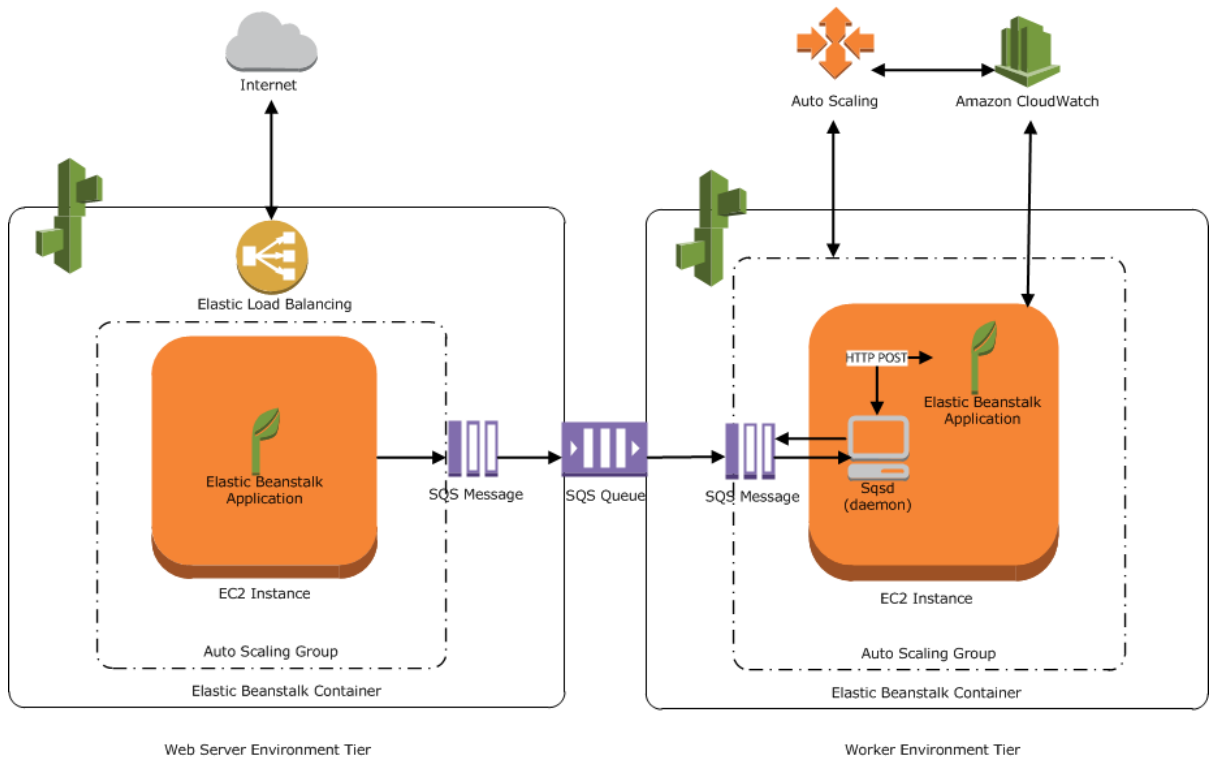 Internet
Elastic Load Balancing
Elastic Beanstalk
Application
EC2 Instance
Auto Scaling Group
Elastic Beanstalk Container
Web Server Environment Tier
SQS Message
SQS Queue
Auto Scaling
Amazon CloudWatch
HTTP POST
Elastic Beanstalk
Application
SQS Message
Sqsd
(daemon)
EC2 Instance
Auto Scaling Group
Elastic Beanstalk Container
Worker Environment Tier